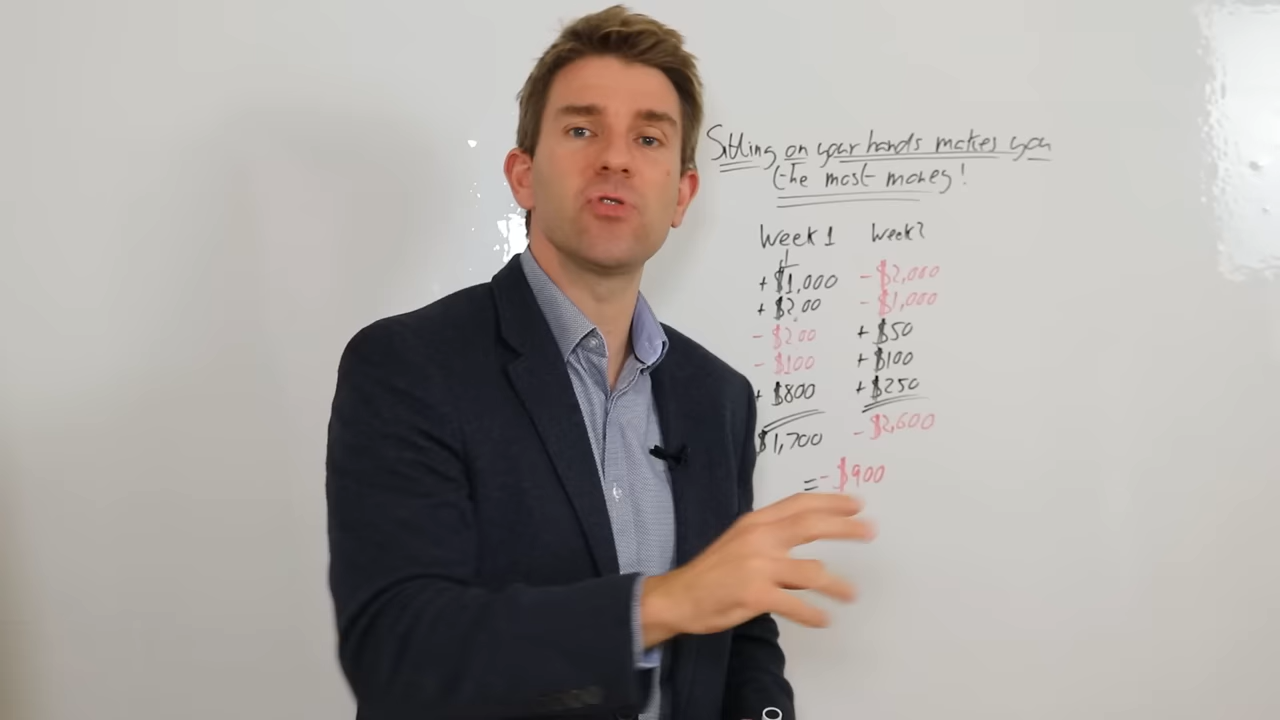 Sitting on your hands makes you
the most money!
Week 1 Week 2
+ $1,000 - $2,000
+ $200 - $1,000
- $200 + $50
- $100 + $100
+ $800 + $250
$1,700 - $2,600
= - $900